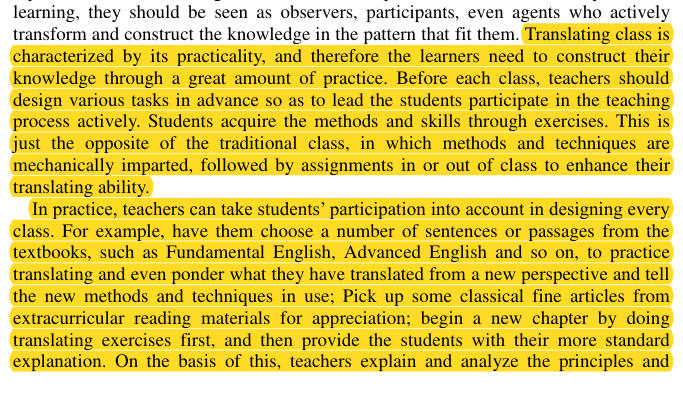 learning, they should be seen as observers, participants, even agents who actively
transform and construct the knowledge in the pattern that fit them. Translating class is
characterized by its practicality, and therefore the learners need to construct their
knowledge through a great amount of practice. Before each class, teachers should
design various tasks in advance so as to lead the students participate in the teaching
process actively. Students acquire the methods and skills through exercises. This is
just the opposite of the traditional class, in which methods and techniques are
mechanically imparted, followed by assignments in or out of class to enhance their
translating ability.
In practice, teachers can take students' participation into account in designing every
class. For example, have them choose a number of sentences or passages from the
textbooks, such as Fundamental English, Advanced English and so on, to practice
translating and even ponder what they have translated from a new perspective and tell
the new methods and techniques in use; Pick up some classical fine articles from
extracurricular reading materials for appreciation; begin a new chapter by doing
translating exercises first, and then provide the students with their more standard
explanation. On the basis of this, teachers explain and analyze the principles and